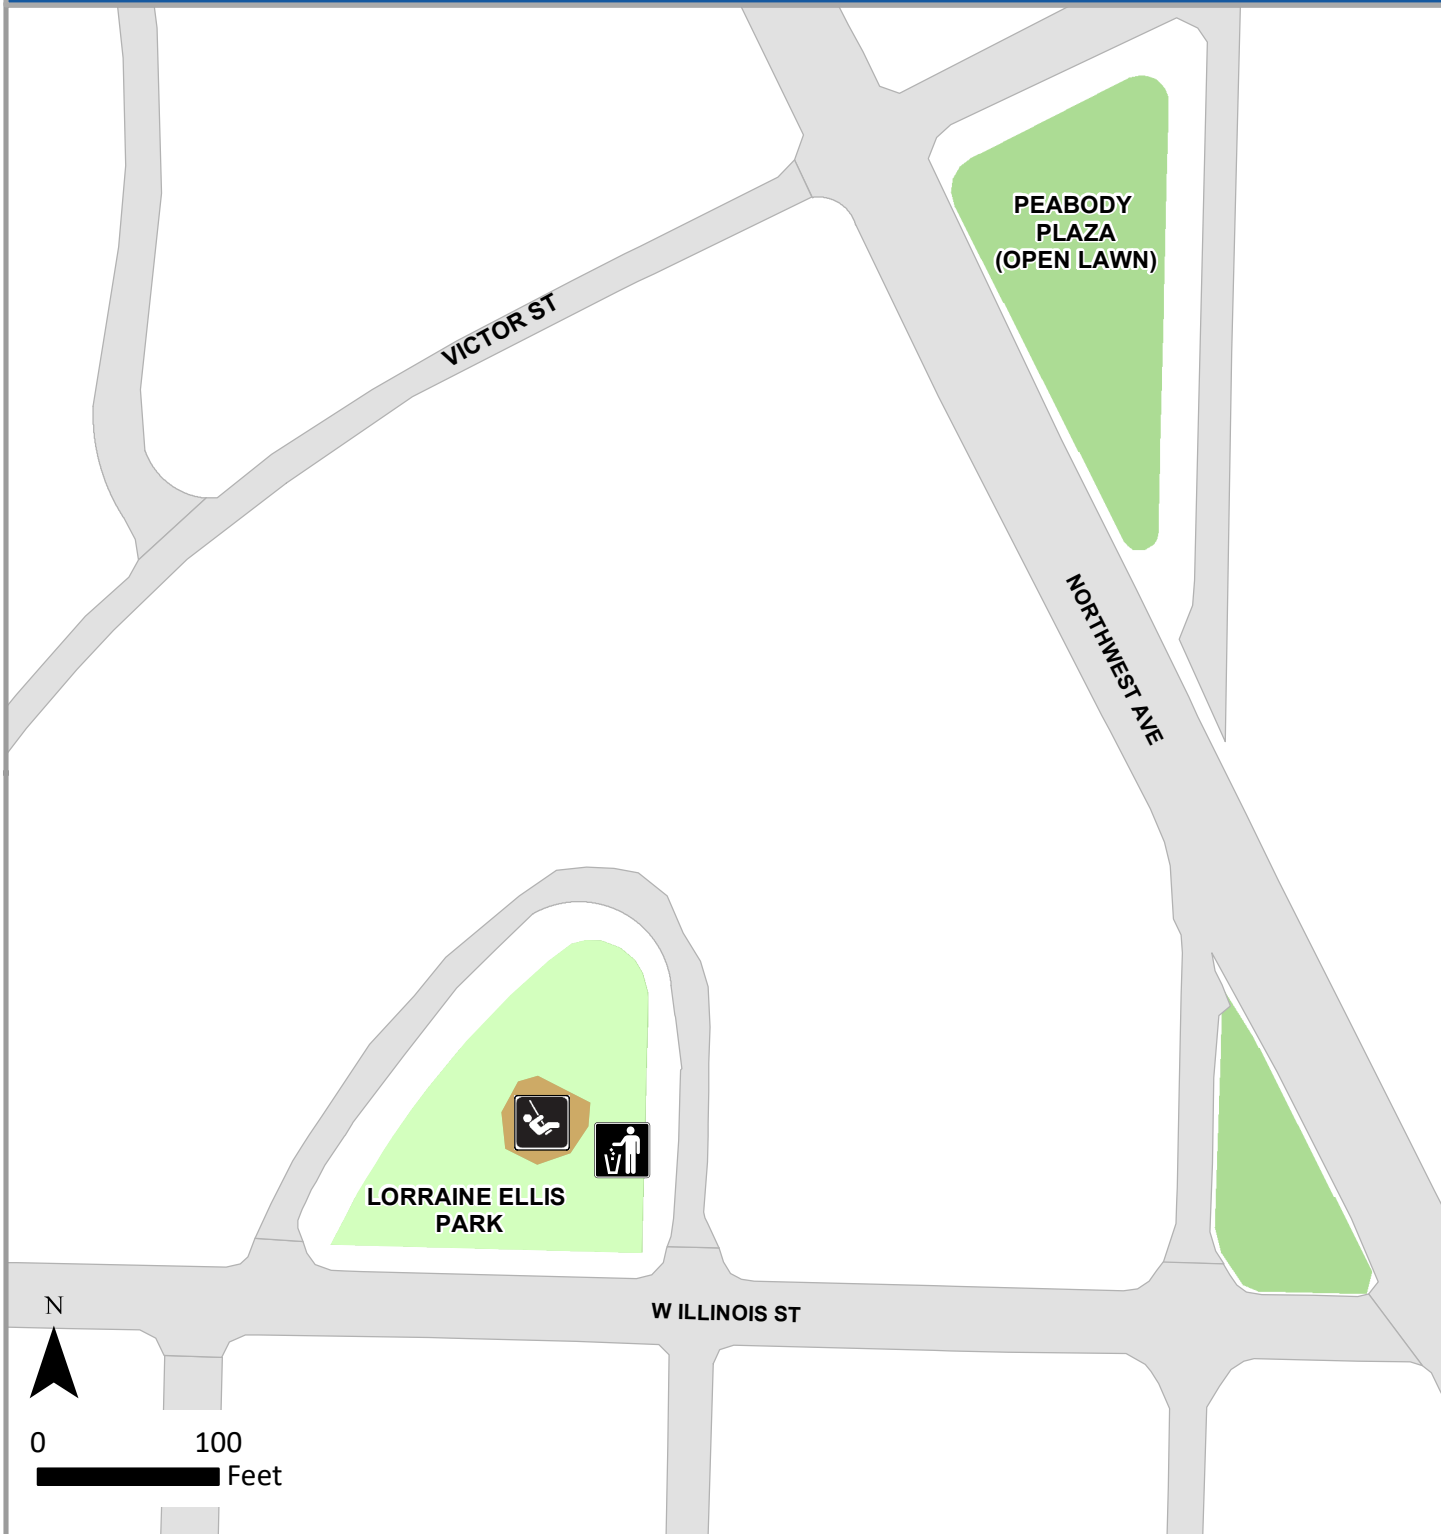 PEABODY
PLAZA
(OPEN LAWN)
VICTOR ST
NORTHWEST AVE
LORRAINE ELLIS
PARK
W ILLINOIS ST
N
0 100
Feet